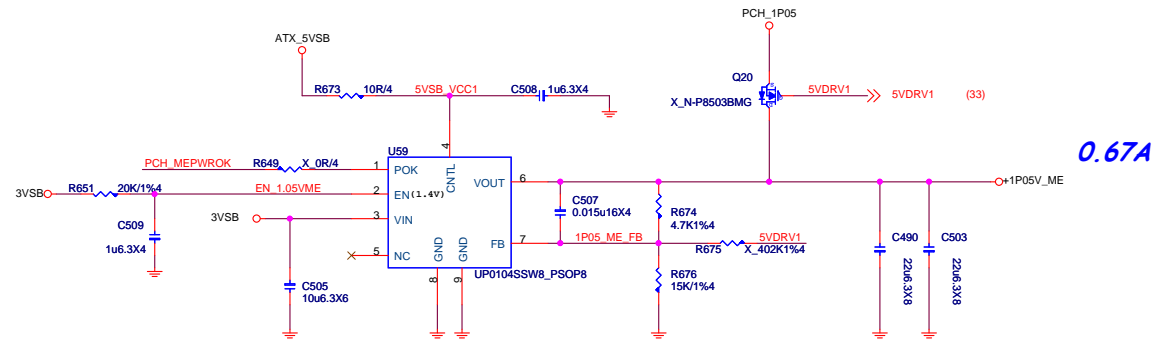 PCH_1P05
ATX_5VSB
Q20
X_N-P8503BMG
5VDRV1
5VDRV1
(33)
R673
10R/4
5VSB_VCC1
C508
1u6.3X4
0.67A
U59
4
CNTL
PCH_MEPWROK
R649
X_0R/4
1
POK
VOUT
6
+1P05V_ME
3VSB
R651
20K/1%4
EN_1.05VME
2
EN(1.4V)
C507
0.015u16X4
R674
4.7K1%4
3VSB
3
VIN
C509
1u6.3X4
FB
7
1P05_ME_FB
R675
5VDRV1
X_402K1%4
C490
22u6.3X8
C503
22u6.3X8
5
NC
GND
GND
8
9
UP0104SSW8_PSOP8
R676
15K/1%4
C505
10u6.3X6